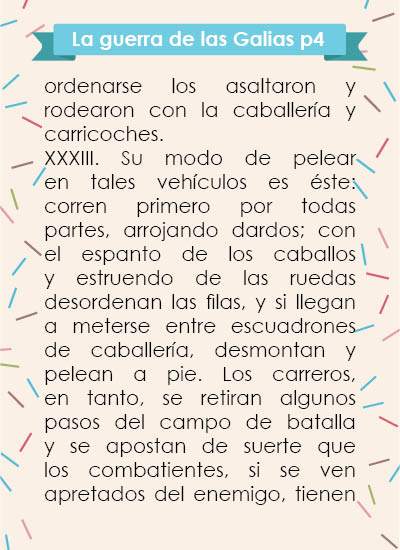 La guerra de las Galias p4
ordenarse los asaltaron y
rodearon con la caballería y
carricoches.
XXXIII. Su modo de pelear
en tales vehículos es éste:
corren primero por todas
partes, arrojando dardos; con
el espanto de los caballos
y estruendo de las ruedas
desordenan las filas, y si llegan
a meterse entre escuadrones
de caballería, desmontan y
pelean a pie. Los carreros,
en tanto, se retiran algunos
pasos del campo de batalla
y se apostan de suerte que
los combatientes, si se ven
apretados del enemigo, tienen